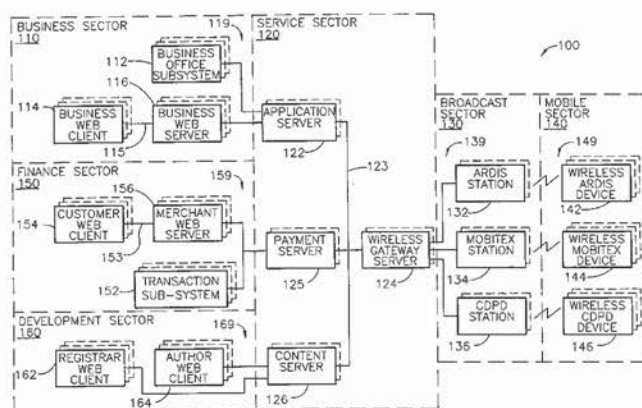 BUSINESS SECTOR
110
119
SERVICE SECTOR
120
100
112
BUSINESS
OFFICE
SUBSYSTEM
116
114
BUSINESS
WEB
CLIENT
115
BUSINESS
WEB
SERVER
APPLICATION
SERVER
122
BROADCAST
SECTOR
130
139
MOBILE
SECTOR
140
149
FINANCE SECTOR
150
156
159
123
154
CUSTOMER
WEB
CLIENT
153
MERCHANT
WEB
SERVER
152
TRANSACTION
SUB-SYSTEM
PAYMENT
SERVER
125
WIRELESS
GATEWAY
SERVER
124
ARDIS
STATION
132
WIRELESS
ARDIS
DEVICE
142
MOBITEX
STATION
134
WIRELESS
MOBITEX
DEVICE
144
CDPD
STATION
136
WIRELESS
CDPD
DEVICE
146
DEVELOPMENT SECTOR
160
169
162
REGISTRAR
WEB
CLIENT
AUTHOR
WEB
CLIENT
164
CONTENT
SERVER
126